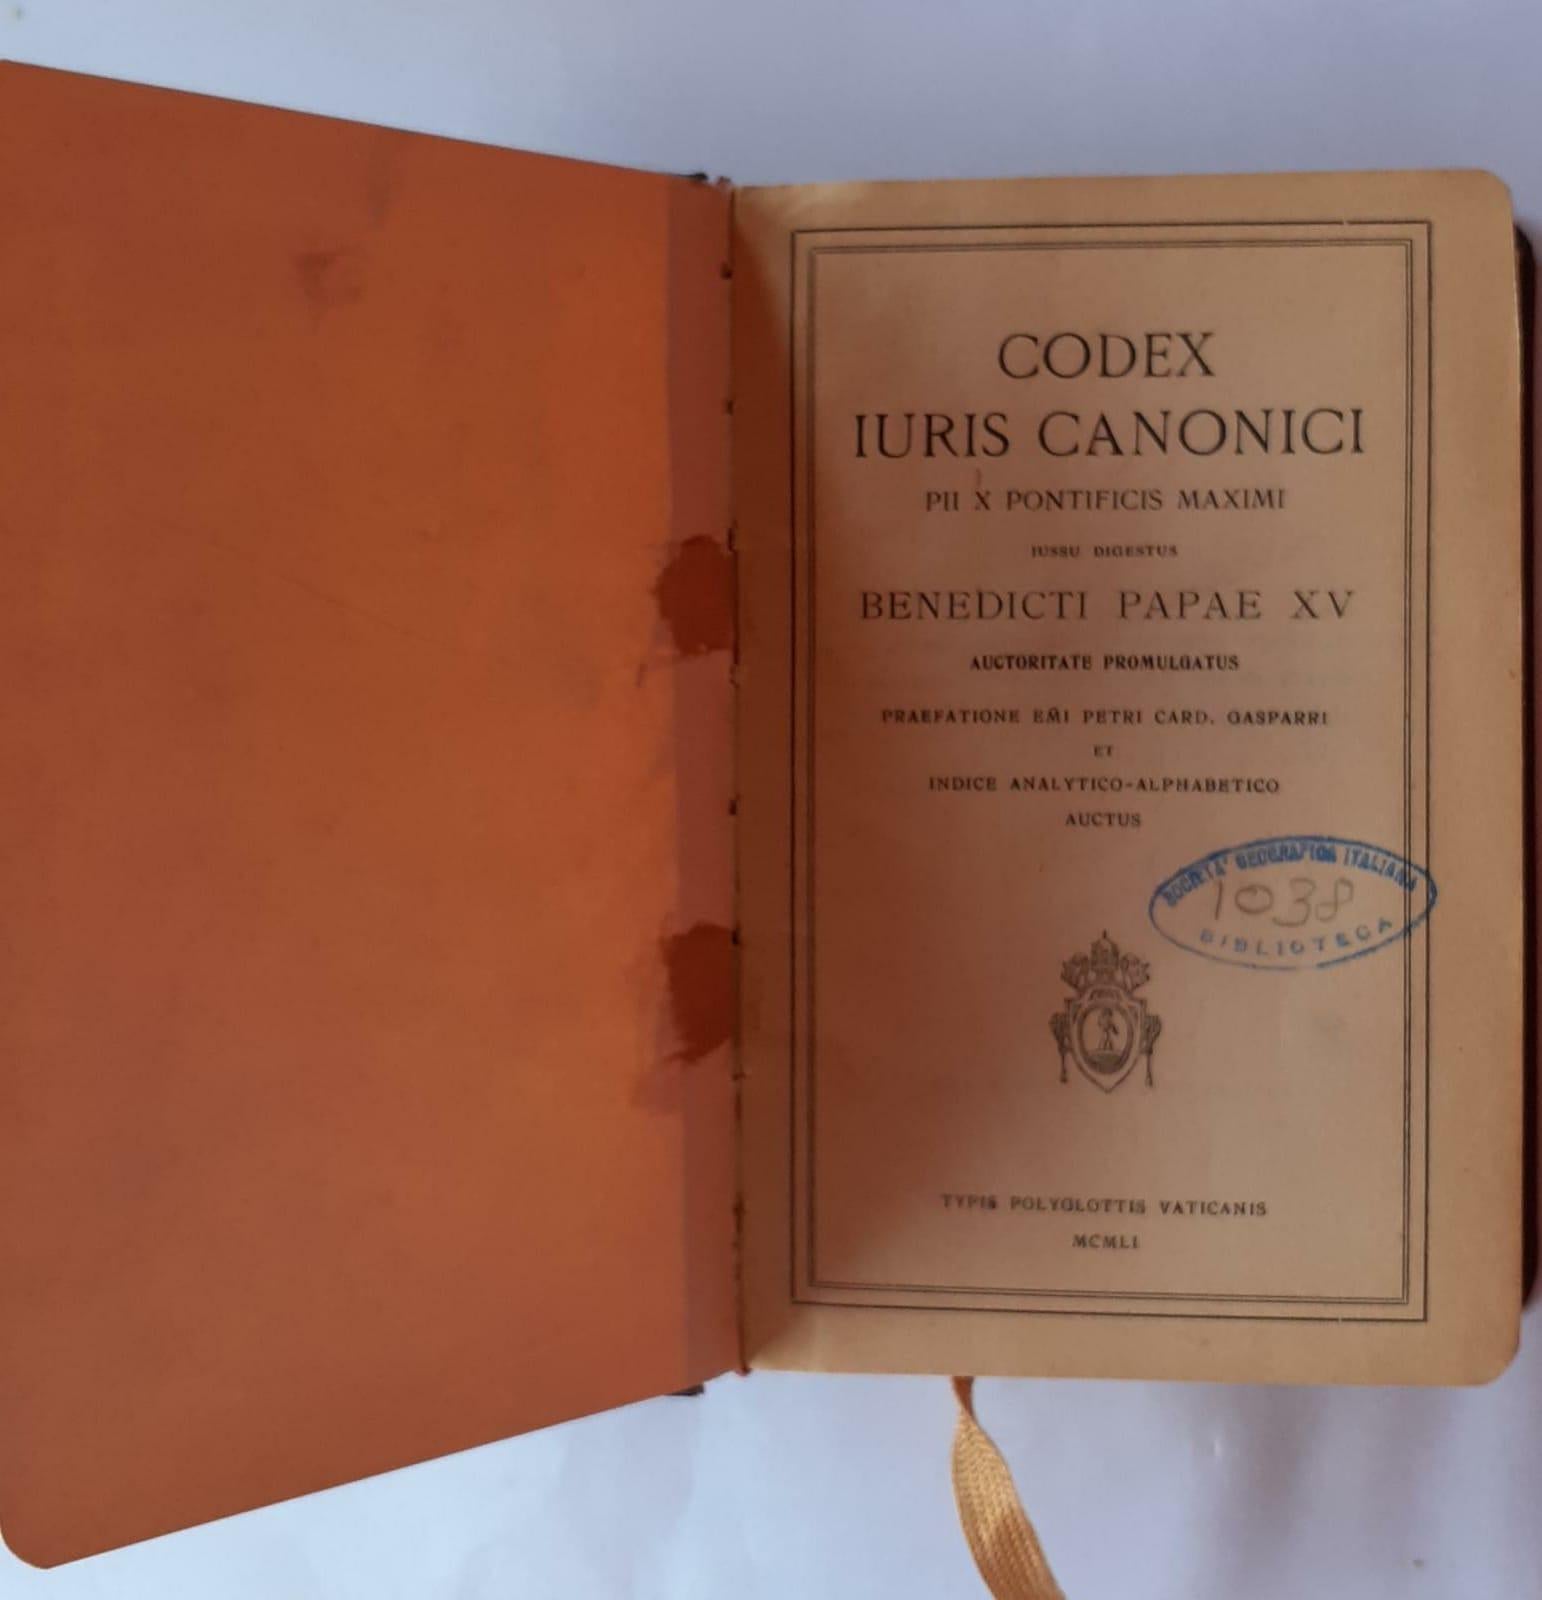 CODEX
IURIS CANONICI
PII X PONTIFICIS MAXIMI
IUSSU DIGESTUS
BENEDICTI PAPAE XV
AUCTORITATE PROMULGATUS
PRAEFATIONE EM̃I PETRI CARD. GASPARRI
ET
INDICE ANALYTICO-ALPHABETICO
AUCTUS
SOCIETA' GEOGRAFICA ITALIANA
1038
BIBLIOTECA
TYPIS POLYGLOTTIS VATICANIS
MCMLI